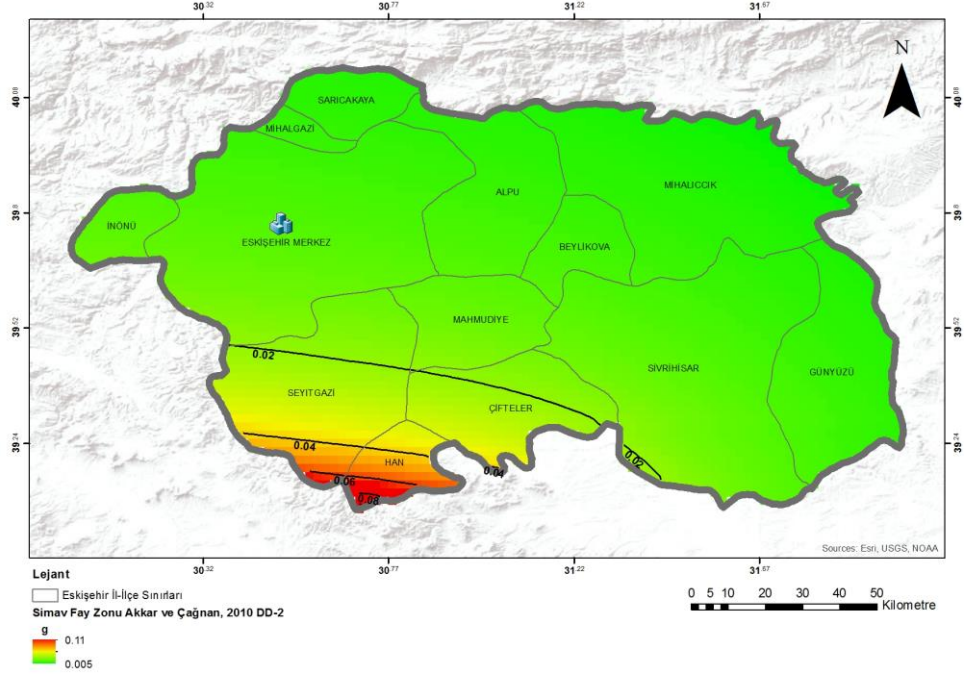 30.32 30.77 31.22 31.67
N
40.08 40.08
SARICAKAYA
MİHALGAZİ
MİHALICCIK
ALPU
39.8 39.8
İNÖNÜ
ESKİŞEHİR MERKEZ
BEYLİKOVA
MAHMUDİYE
39.52 39.52
0.02
SİVRİHİSAR
GÜNYÜZÜ
SEYİTGAZİ
ÇİFTELER
39.24 39.24
0.04
HAN
0.02
0.04
0.06
0.08
Sources: Esri, USGS, NOAA
30.32 30.77 31.22 31.67
Lejant
Eskişehir İl-İlçe Sınırları
Simav Fay Zonu Akkar ve Çağnan, 2010 DD-2
g
0.11
0.005
0 5 10 20 30 40 50
Kilometre